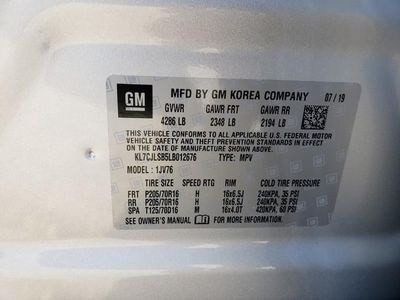 GM
MFD BY GM KOREA COMPANY 07/19
GVWR GAWR FRT GAWR RR
4286 LB 2348 LB 2194 LB
THIS VEHICLE CONFORMS TO ALL APPLICABLE U.S. FEDERAL MOTOR
VEHICLE SAFETY, BUMPER, AND THEFT PREVENTION STANDARDS IN
EFFECT ON THE DATE OF MANUFACTURE SHOWN ABOVE.
KL7CJLSB5LB012676 TYPE: MPV
MODEL: 1JV76
TIRE SIZE SPEED RTG RIM COLD TIRE PRESSURE
FRT P205/70R16 H 16x6.5J 240KPA, 35 PSI
RR P205/70R16 H 16x6.5J 240KPA, 35 PSI
SPA T125/70D16 M 16x4.0T 420KPA, 60 PSI
SEE OWNER'S MANUAL FOR MORE INFORMATION.